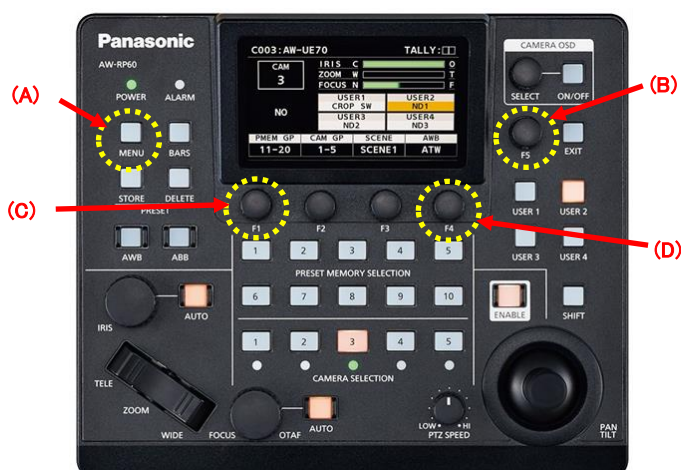 Panasonic
AW-RP60
POWER ALARM
(A)
MENU BARS
STORE DELETE
PRESET
(C)
AWB ABB
C003:AW-UE70 TALLY:□□
CAM
3
IRIS C O
ZOOM W T
FOCUS N F
NO
USER1
CROP SW
USER2
ND1
USER3
ND2
USER4
ND3
PMEM GP CAM GP SCENE AWB
11-20 1-5 SCENE1 ATW
CAMERA OSD
SELECT ON/OFF
(B)
F5 EXIT
USER 1 USER 2
USER 3 USER 4
(D)
F1 F2 F3 F4
1 2 3 4 5
PRESET MEMORY SELECTION
6 7 8 9 10
1 2 3 4 5
CAMERA SELECTION
IRIS AUTO
TELE
ZOOM
WIDE
FOCUS OTAF AUTO
LOW HI
PTZ SPEED
ENABLE SHIFT
PAN
TILT